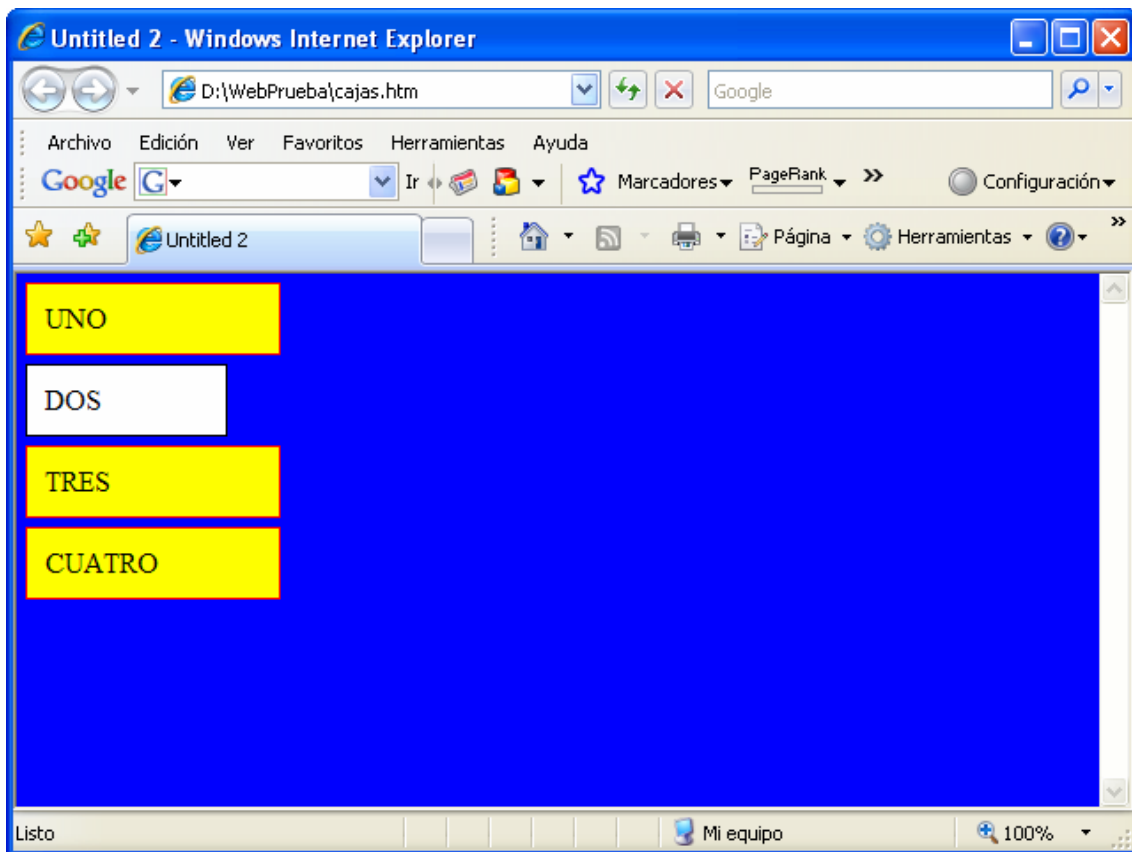 Untitled 2 - Windows Internet Explorer
D:\WebPrueba\cajas.htm Google
Archivo Edición Ver Favoritos Herramientas Ayuda
Google G Ir Marcadores PageRank Configuración
Untitled 2 Página Herramientas
UNO
DOS
TRES
CUATRO
Listo Mi equipo 100%